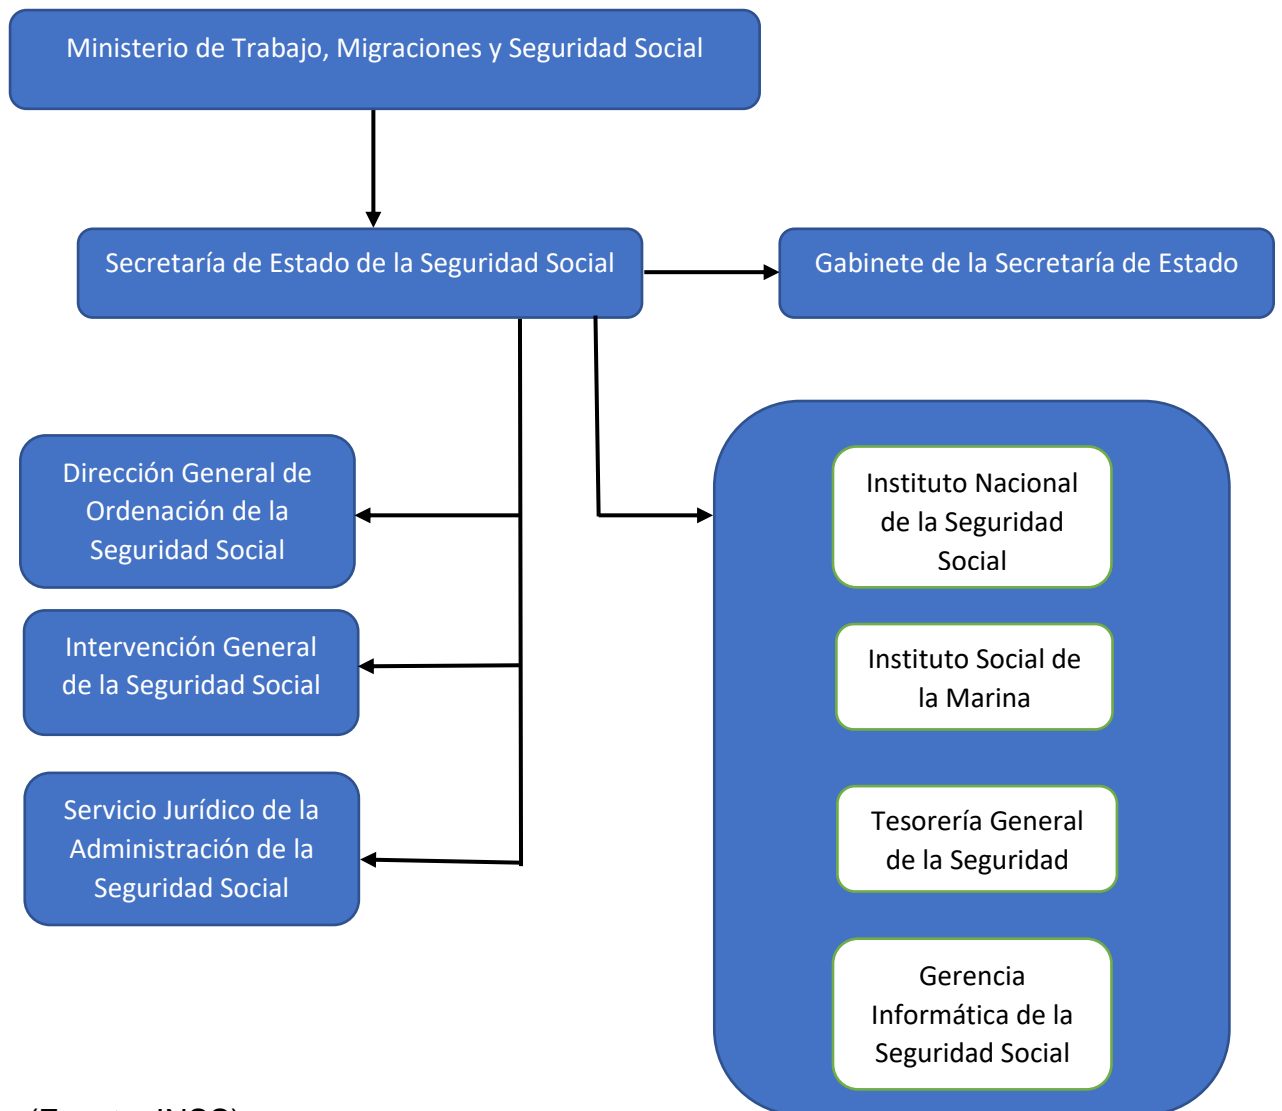 Ministerio de Trabajo, Migraciones y Seguridad Social
Secretaría de Estado de la Seguridad Social
Gabinete de la Secretaría de Estado
Dirección General de
Ordenación de la
Seguridad Social
Intervención General
de la Seguridad Social
Servicio Jurídico de la
Administración de la
Seguridad Social
Instituto Nacional
de la Seguridad
Social
Instituto Social de
la Marina
Tesorería General
de la Seguridad
Gerencia
Informática de la
Seguridad Social